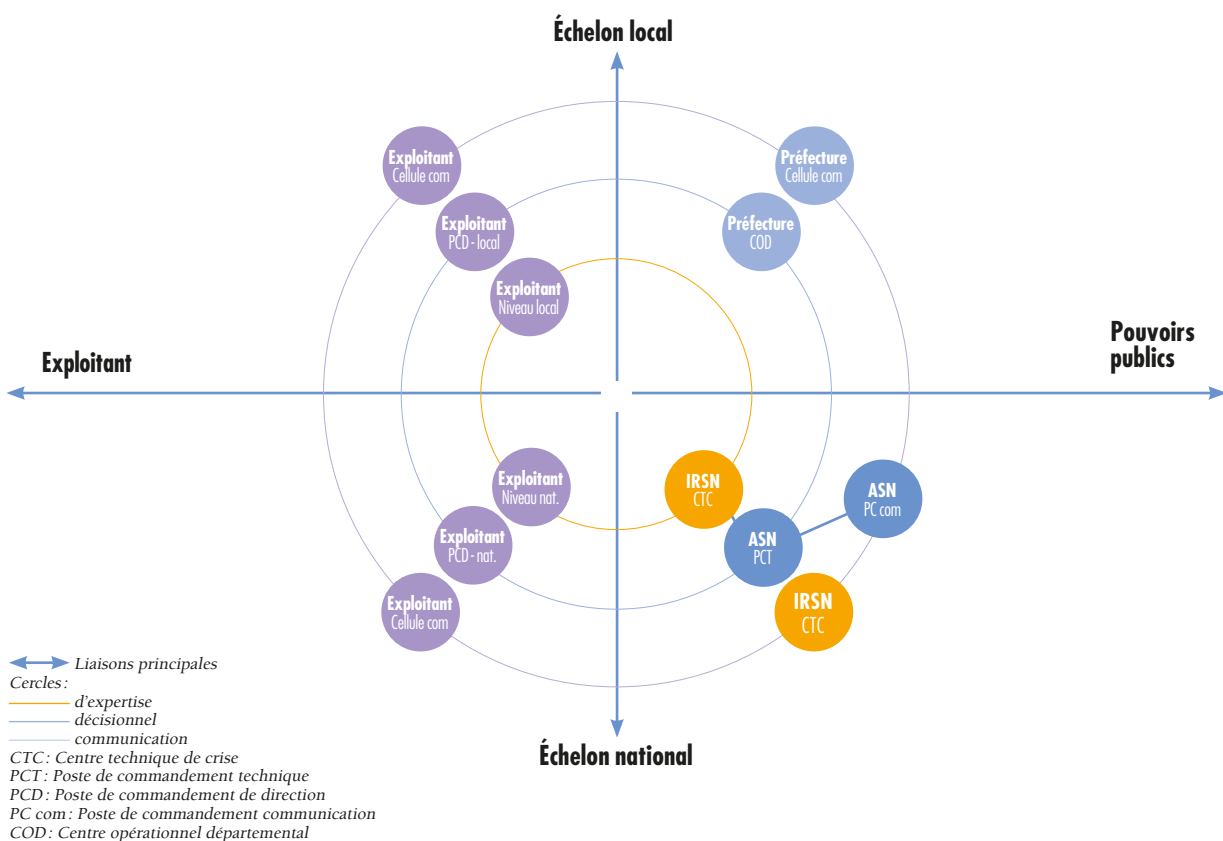 Échelon local
Exploitant
Cellule com
Préfecture
Cellule com
Exploitant
PCD - local
Préfecture
COD
Exploitant
Niveau local
Exploitant
Pouvoirs
publics
Exploitant
Niveau nat.
IRSN
CTC
ASN
PC com
Exploitant
PCD - nat.
ASN
PCT
Exploitant
Cellule com
IRSN
CTC
Échelon national
Liaisons principales
Cercles :
d'expertise
décisionnel
communication
CTC : Centre technique de crise
PCT : Poste de commandement technique
PCD : Poste de commandement de direction
PC com : Poste de commandement communication
COD : Centre opérationnel départemental